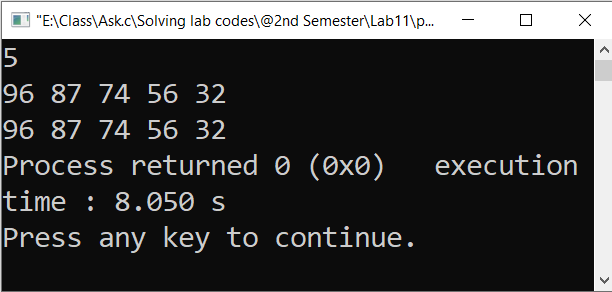 "E:\Class\Ask.c\Solving lab codes\@2nd Semester\Lab11\p...
5
96 87 74 56 32
96 87 74 56 32
Process returned 0 (0x0)   execution
time : 8.050 s
Press any key to continue.